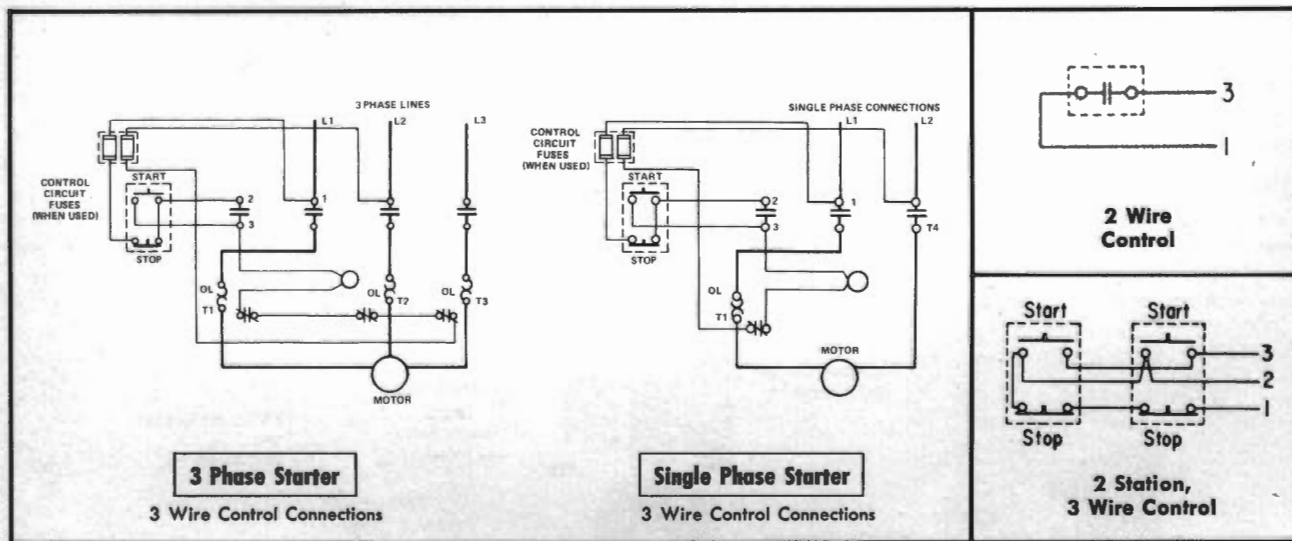 3 PHASE LINES
L1
L2
L3
CONTROL
CIRCUIT
FUSES
(WHEN USED)
START
STOP
2
3
1
OL
T1
OL
T2
OL
T3
MOTOR
3 Phase Starter
3 Wire Control Connections
SINGLE PHASE CONNECTIONS
L1
L2
CONTROL
CIRCUIT FUSES
(WHEN USED)
START
STOP
2
3
1
T4
OL
T1
MOTOR
Single Phase Starter
3 Wire Control Connections
3
1
2 Wire
Control
Start
Start
3
2
1
Stop
Stop
2 Station,
3 Wire Control